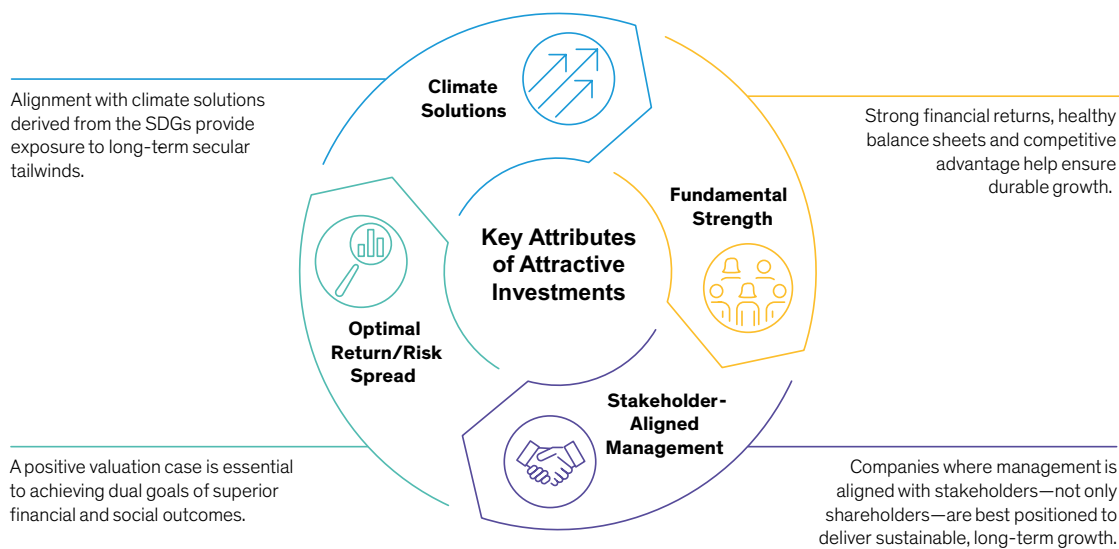 Climate
Solutions
Alignment with climate solutions
derived from the SDGs provide
exposure to long-term secular
tailwinds.
Strong financial returns, healthy
balance sheets and competitive
advantage help ensure
durable growth.
Fundamental
Strength
Key Attributes
of Attractive
Investments
Optimal
Return/Risk
Spread
Stakeholder-
Aligned
Management
A positive valuation case is essential
to achieving dual goals of superior
financial and social outcomes.
Companies where management is
aligned with stakeholders—not only
shareholders—are best positioned to
deliver sustainable, long-term growth.